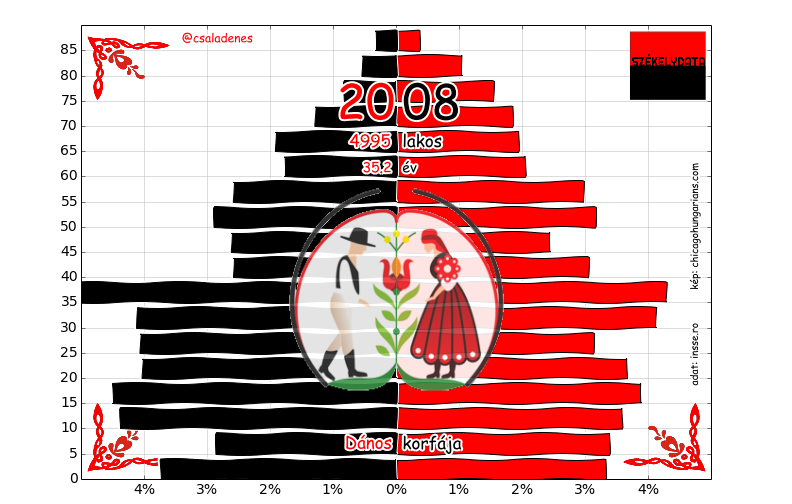 @csaladenes
SZÉKELYDATA
2008
4995 lakos
35.2 év
kép: chicagohungarians.com
adat: insse.ro
Dános korfája
85
80
75
70
65
60
55
50
45
40
35
30
25
20
15
10
5
0
4% 3% 2% 1% 0% 1% 2% 3% 4%